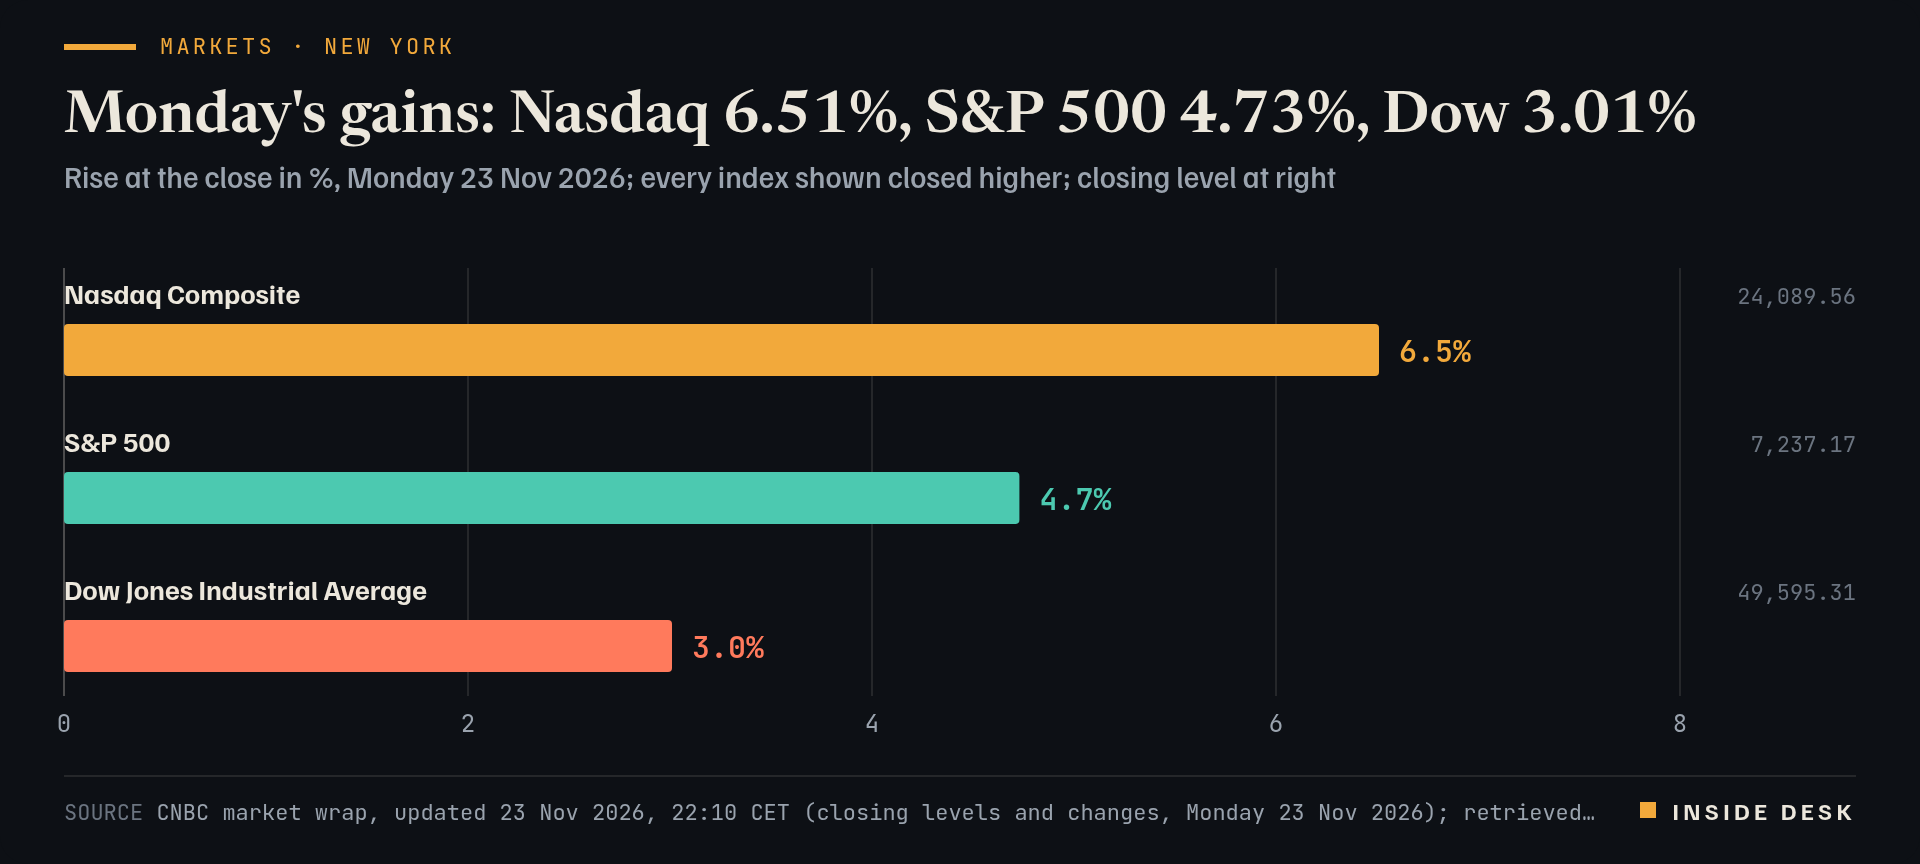 MARKETS · NEW YORK
Monday's gains: Nasdaq 6.51%, S&P 500 4.73%, Dow 3.01%
Rise at the close in %, Monday 23 Nov 2026; every index shown closed higher; closing level at right
Nasdaq Composite 24,089.56
6.5%
S&P 500 7,237.17
4.7%
Dow Jones Industrial Average 49,595.31
3.0%
0 2 4 6 8
SOURCE CNBC market wrap, updated 23 Nov 2026, 22:10 CET (closing levels and changes, Monday 23 Nov 2026); retrieved… INSIDE DESK